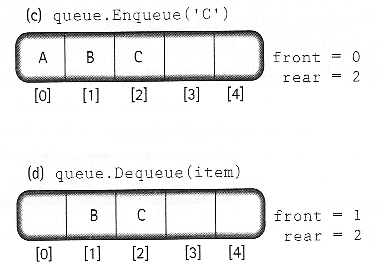 (c) queue.Enqueue('C')
A B C
front = 0
rear = 2
[0] [1] [2] [3] [4]
(d) queue.Dequeue(item)
B C
front = 1
rear = 2
[0] [1] [2] [3] [4]